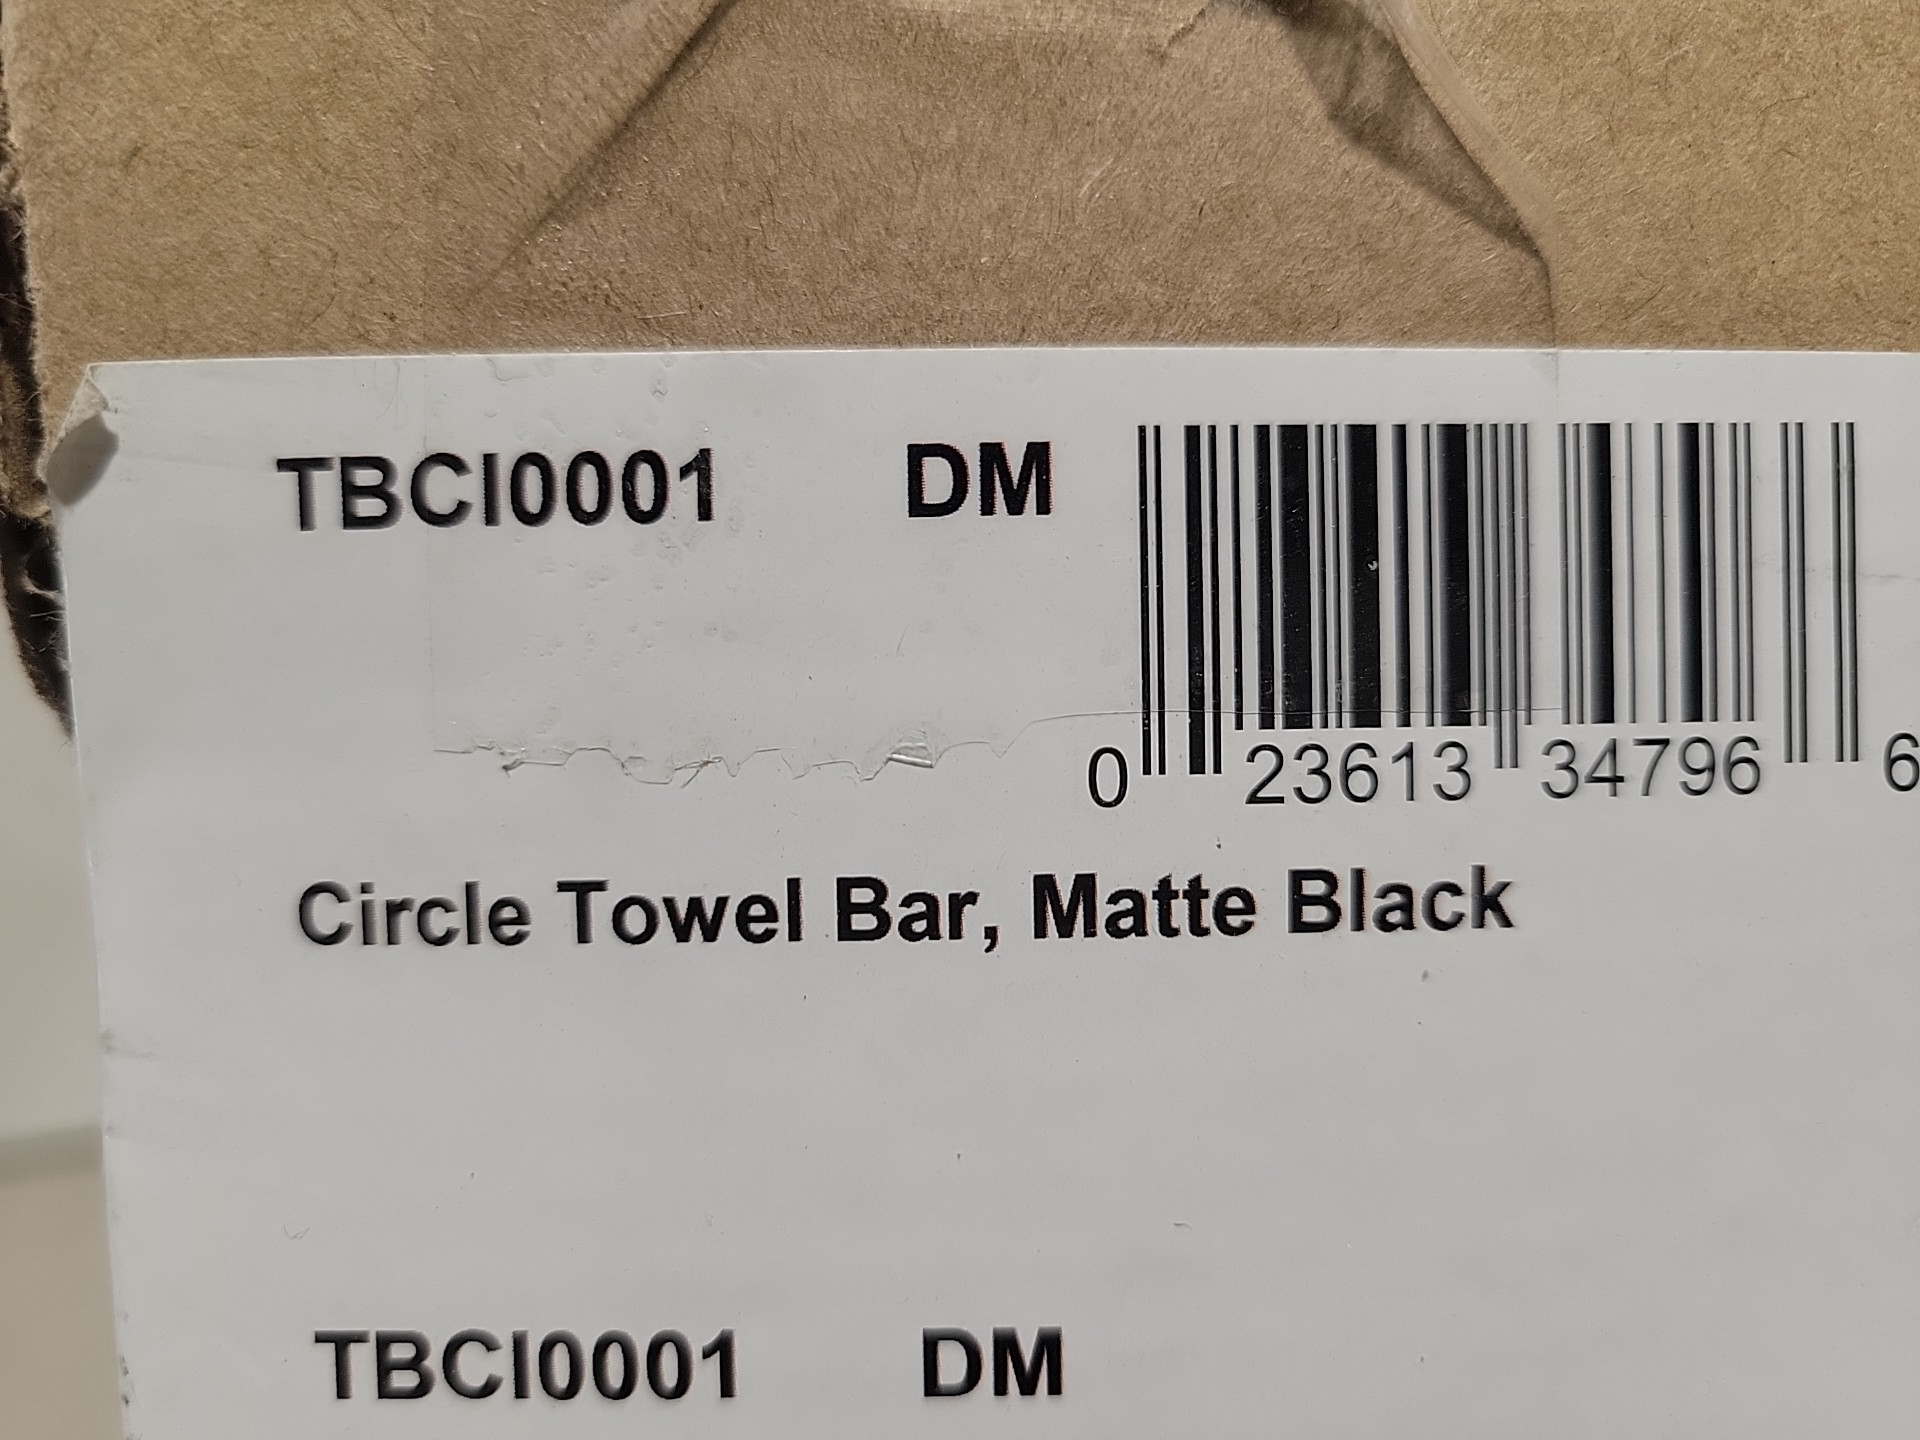 TBCI0001 DM
0 23613 34796 6
Circle Towel Bar, Matte Black
TBCI0001 DM